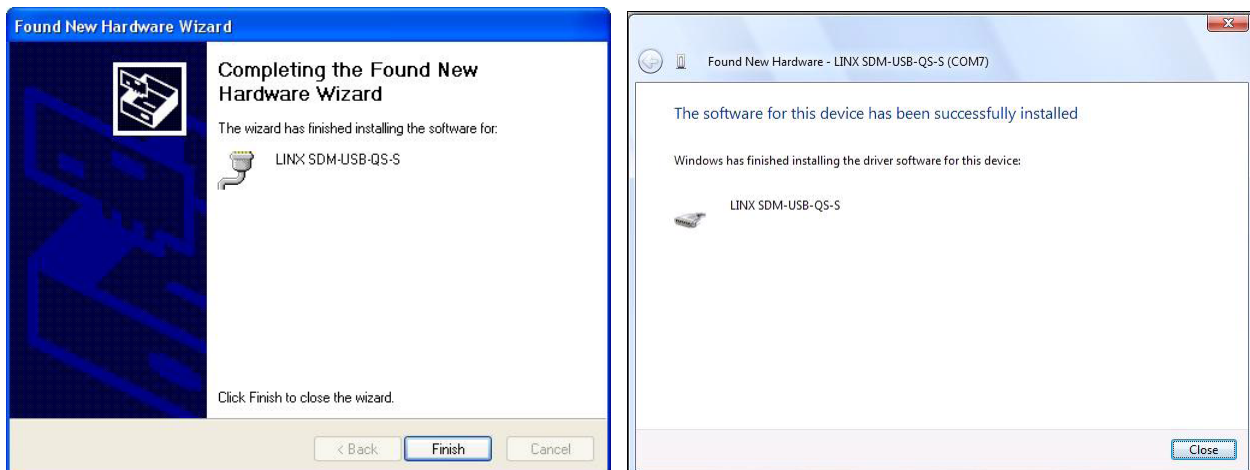 Found New Hardware Wizard
Completing the Found New
Hardware Wizard
The wizard has finished installing the software for:
LINX SDM-USB-QS-S
Click Finish to close the wizard.
< Back
Finish
Cancel
Found New Hardware - LINX SDM-USB-QS-S (COM7)
The software for this device has been successfully installed
Windows has finished installing the driver software for this device:
LINX SDM-USB-QS-S
Close